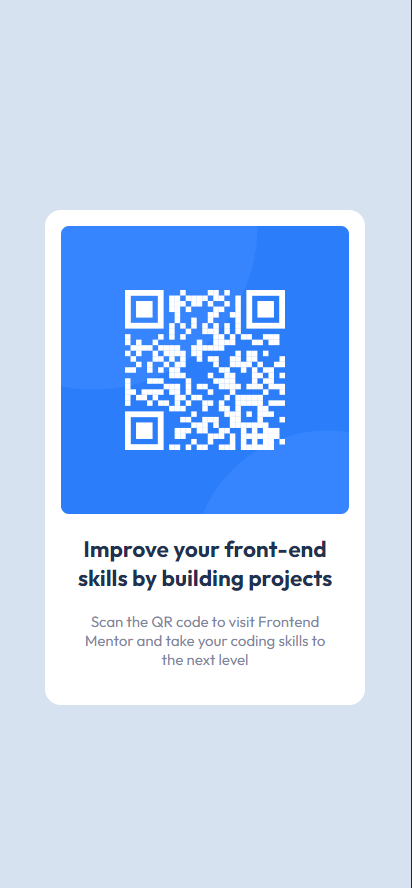 Improve your front-end
skills by building projects
Scan the QR code to visit Frontend
Mentor and take your coding skills to
the next level